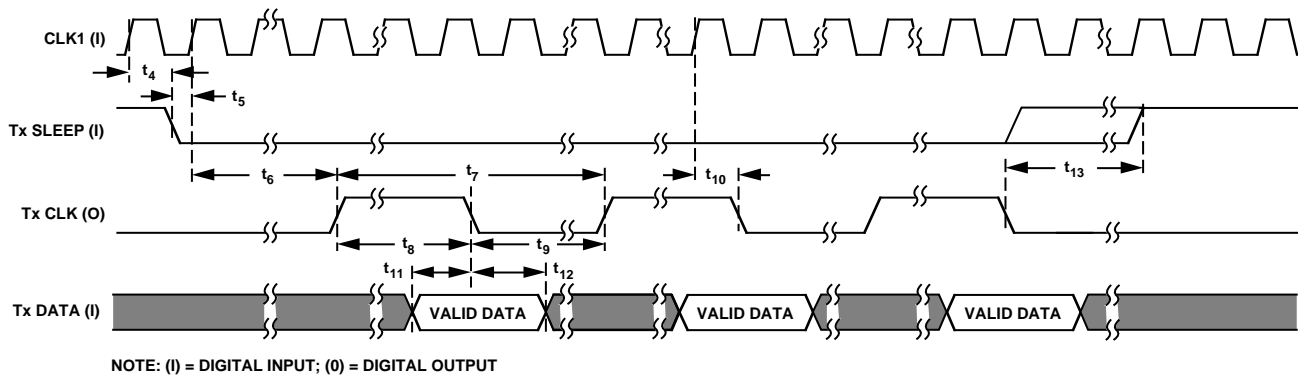 CLK1 (I)
t4
t5
Tx SLEEP (I)
t6
t7
t10
t13
Tx CLK (O)
t8
t9
t11
t12
Tx DATA (I)
VALID DATA
VALID DATA
VALID DATA
NOTE: (I) = DIGITAL INPUT; (0) = DIGITAL OUTPUT